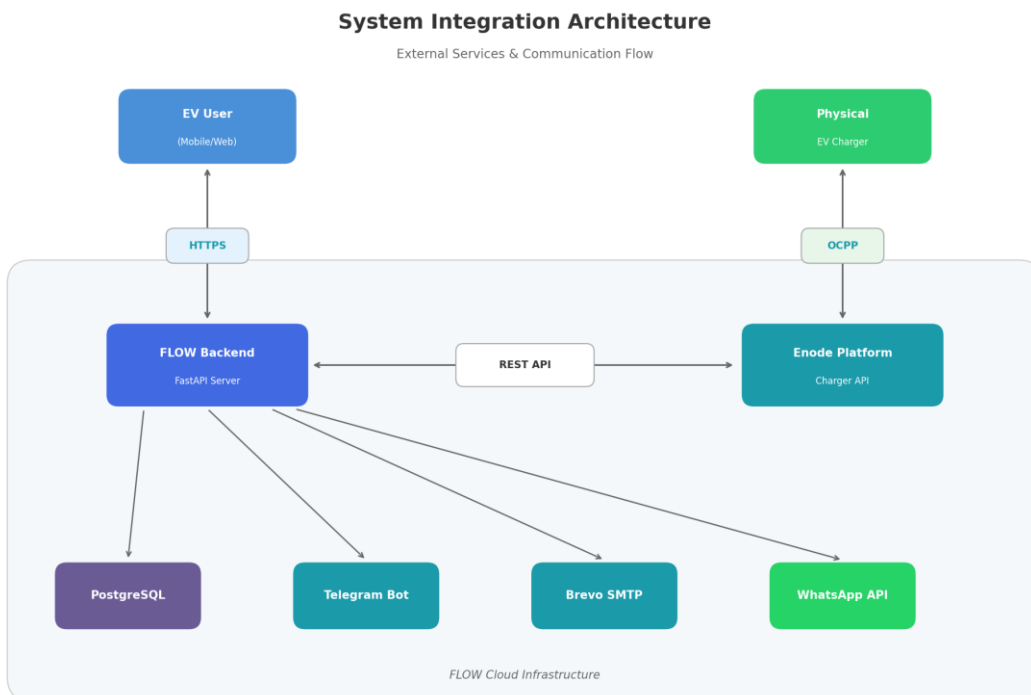 System Integration Architecture
External Services & Communication Flow
EV User
(Mobile/Web)
Physical
EV Charger
HTTPS
OCPP
FLOW Backend
FastAPI Server
REST API
Enode Platform
Charger API
PostgreSQL
Telegram Bot
Brevo SMTP
WhatsApp API
FLOW Cloud Infrastructure